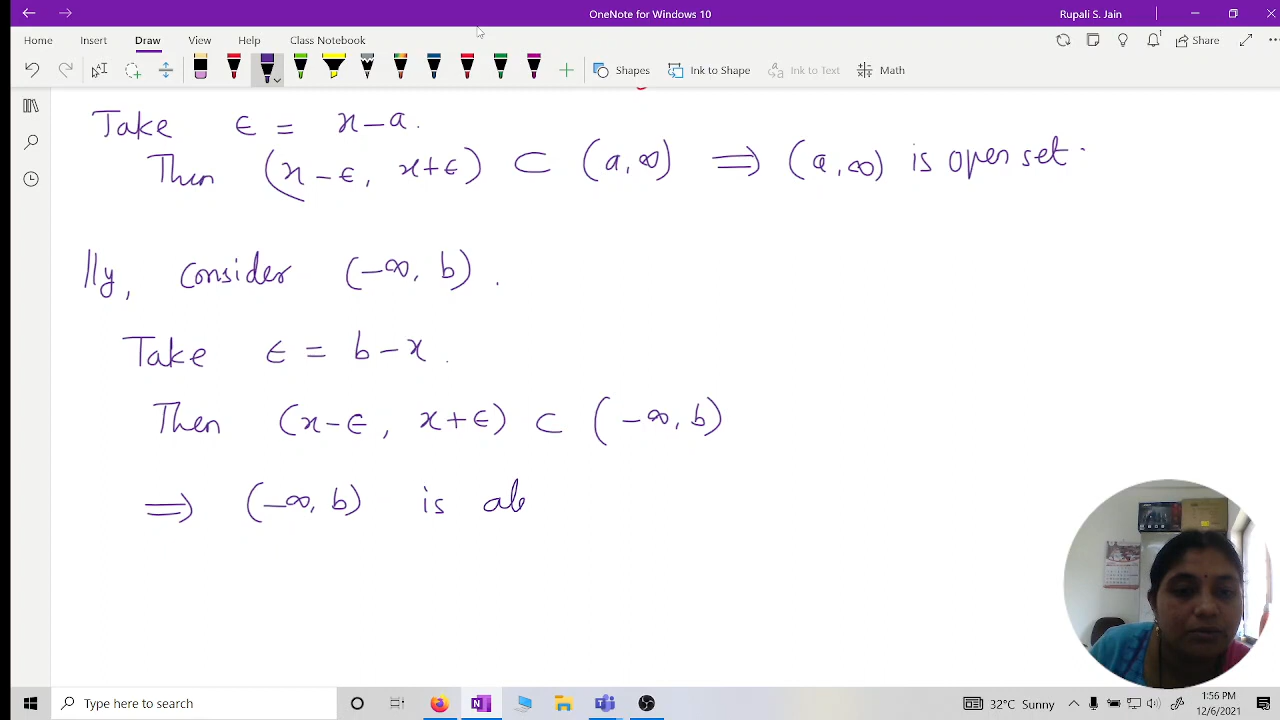 OneNote for Windows 10
Rupali S. Jain
Home Insert Draw View Help Class Notebook
Share
Shapes Ink to Shape Ink to Text Math
Take ∈ = x-a.
Then (x-∈, x+∈) ⊂ (a,∞) ⟹ (a,∞) is open set.
lly, consider (-∞, b).
Take ∈ = b-x.
Then (x-∈, x+∈) ⊂ (-∞, b)
⟹ (-∞, b) is
Type here to search
32°C Sunny
1:56 PM
12/6/2021